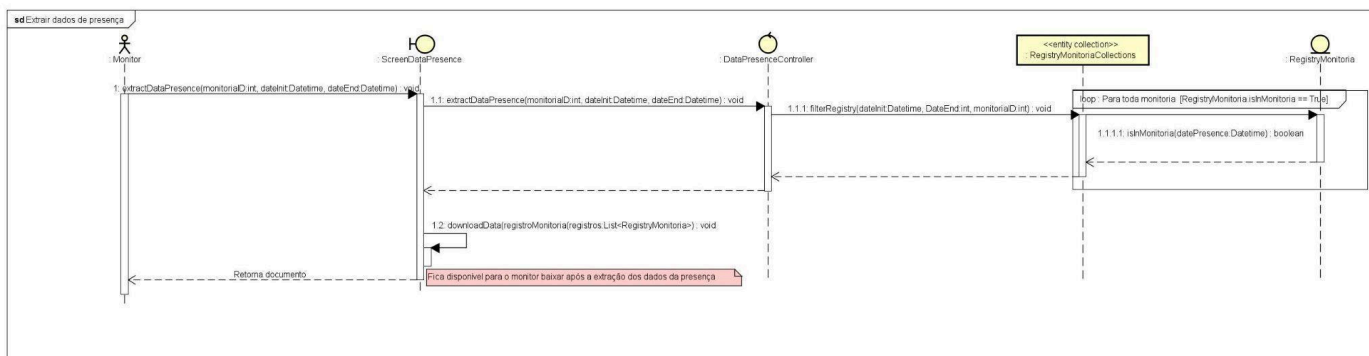 sd Extrair dados de presença
: Monitor
: ScreenDataPresence
: DataPresenceController
<<entity collection>>
: RegistryMonitoriaCollections
: RegistryMonitoria
1: extractDataPresence(monitoriaID:int, dateInit:Datetime, dateEnd:Datetime) : void
1.1: extractDataPresence(monitoriaID:int, dateInit:Datetime, dateEnd:Datetime) : void
loop : Para toda monitoria [RegistryMonitoria.isInMonitoria == True]
1.1.1: filterRegistry(dateInit:Datetime, DateEnd:int, monitoriaID:int) : void
1.1.1.1: isInMonitoria(datePresence:Datetime) : boolean
1.2: downloadData(registroMonitoria(registros:List<RegistryMonitoria>) : void
Retorna documento
Fica disponível para o monitor baixar após a extração dos dados da presença